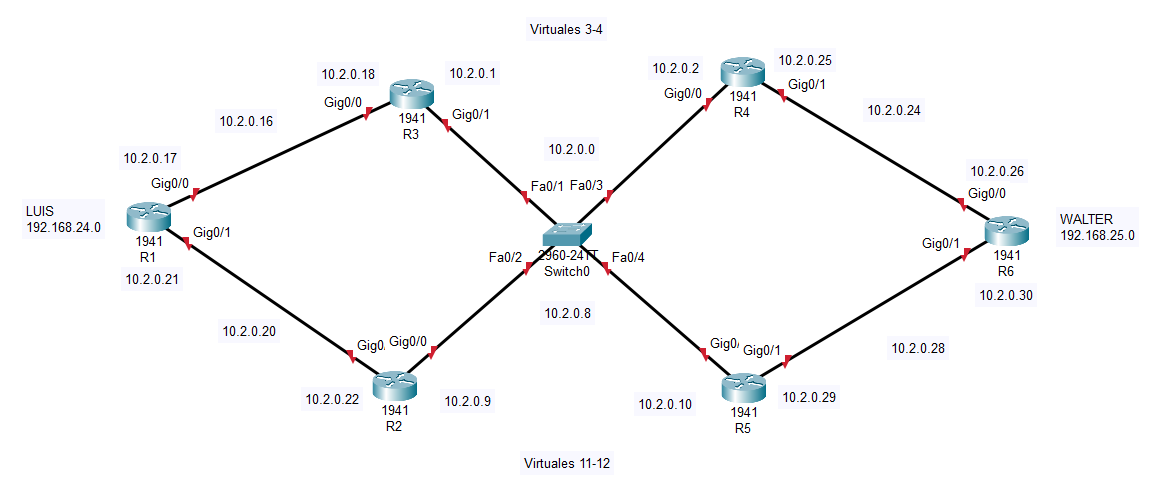 Virtuales 3-4
10.2.0.18
10.2.0.1
10.2.0.2
10.2.0.25
Gig0/0
1941
R3
Gig0/1
Gig0/0
1941
R4
Gig0/1
10.2.0.16
10.2.0.24
10.2.0.17
10.2.0.0
10.2.0.26
Gig0/0
Fa0/1
Fa0/3
Gig0/0
LUIS
192.168.24.0
WALTER
192.168.25.0
1941
R1
Gig0/1
Fa0/2
2960-24TT
Switch0
Fa0/4
Gig0/1
1941
R6
10.2.0.21
10.2.0.30
10.2.0.8
10.2.0.20
Gig0/
Gig0/0
Gig0/
Gig0/1
10.2.0.28
10.2.0.22
1941
R2
10.2.0.9
10.2.0.10
1941
R5
10.2.0.29
Virtuales 11-12